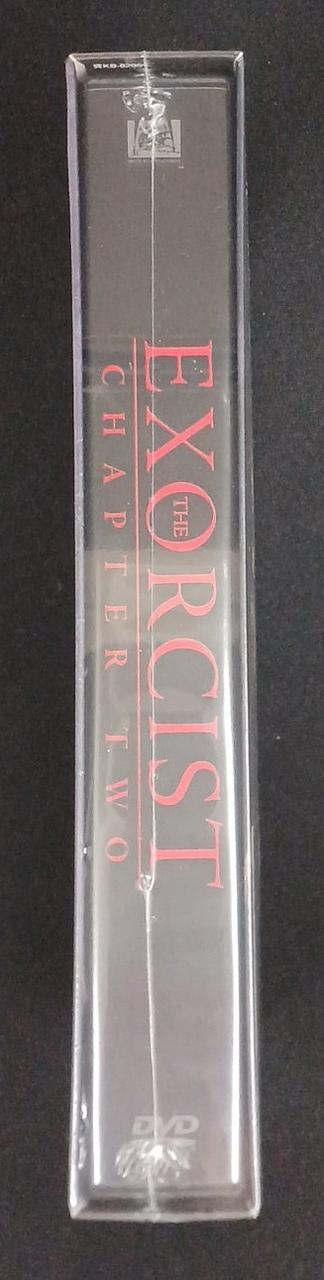 THE
EXORCIST
CHAPTER TWO
DVD